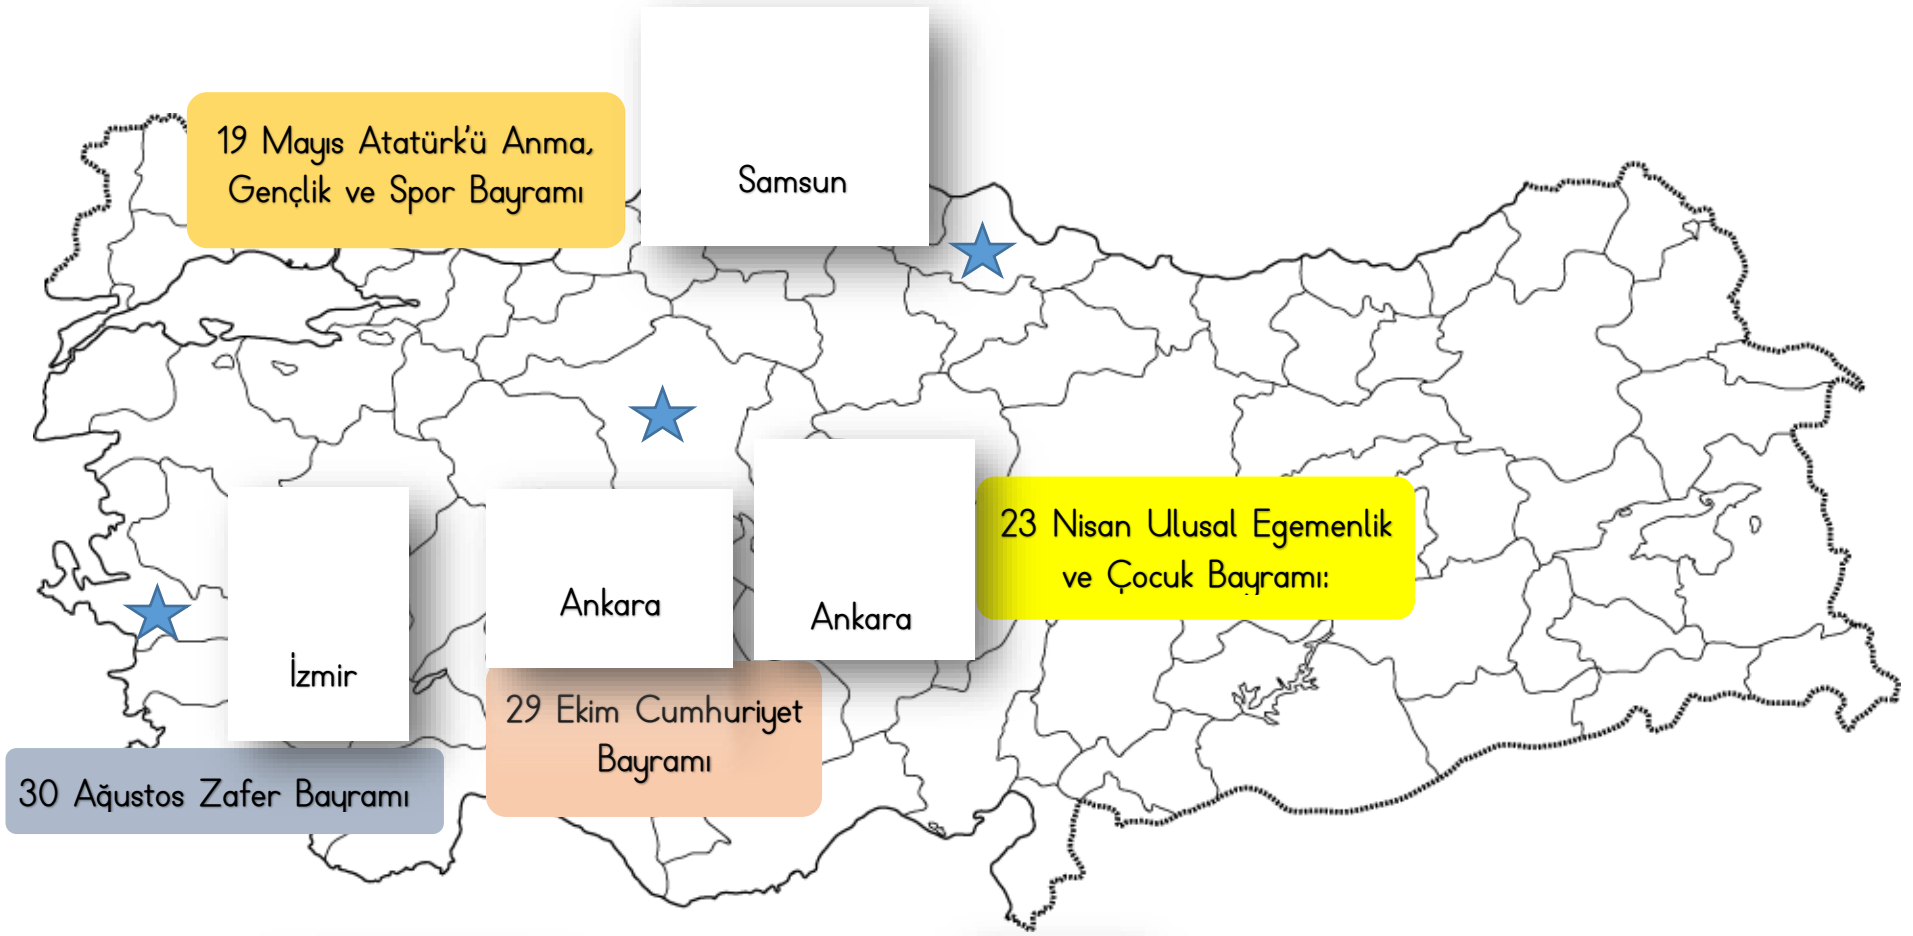 19 Mayıs Atatürk'ü Anma,
Gençlik ve Spor Bayramı
Samsun
23 Nisan Ulusal Egemenlik
ve Çocuk Bayramı:
Ankara
Ankara
29 Ekim Cumhuriyet
Bayramı
İzmir
30 Ağustos Zafer Bayramı